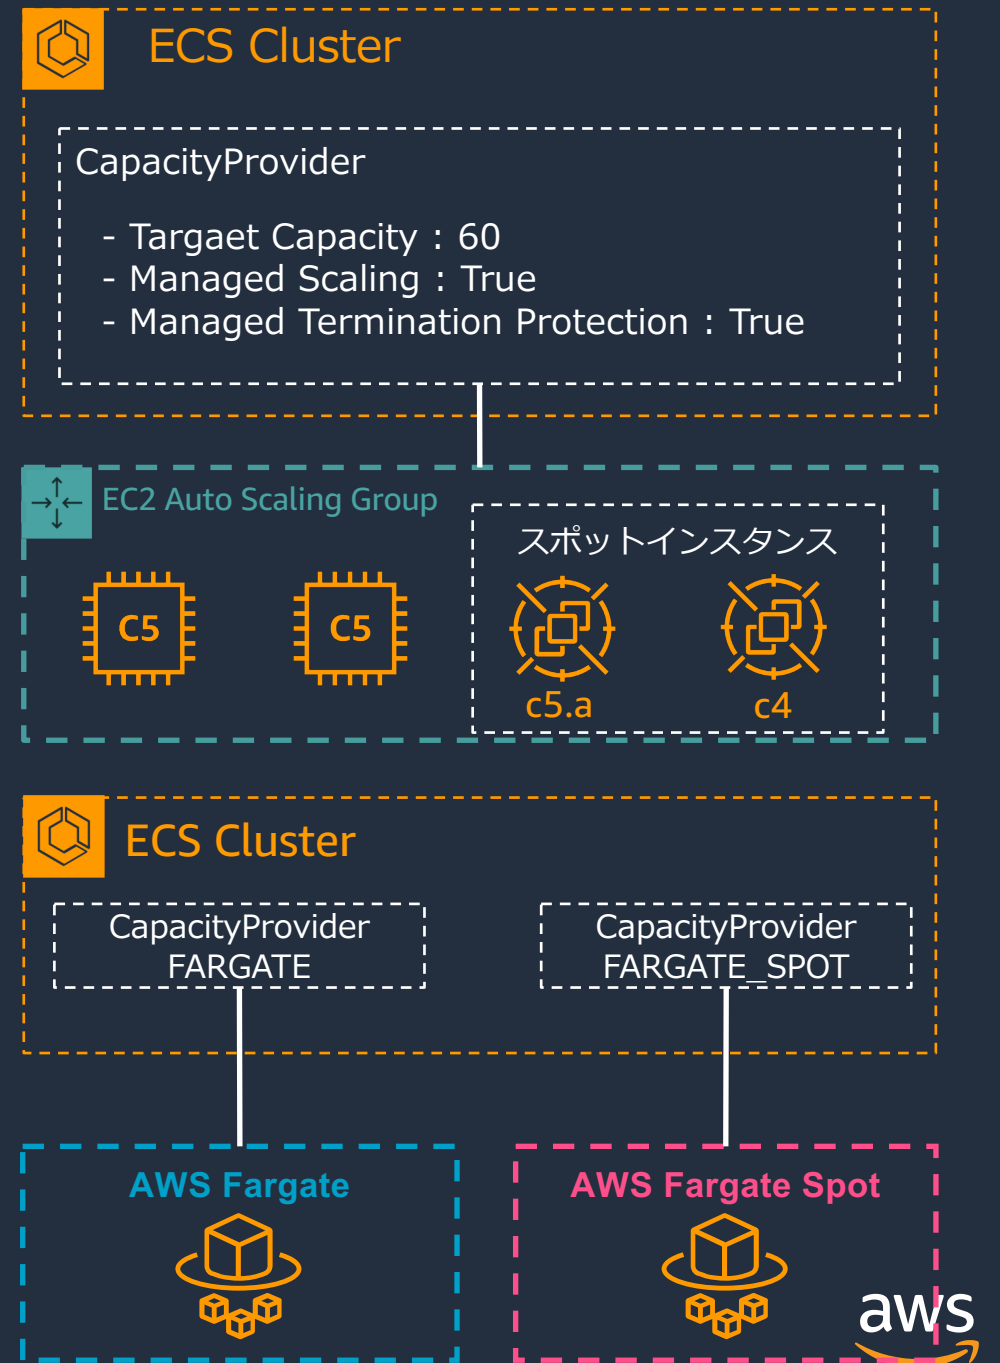 ECS Cluster
CapacityProvider
- Targaet Capacity : 60
- Managed Scaling : True
- Managed Termination Protection : True
EC2 Auto Scaling Group
スポットインスタンス
C5
C5
c5.a
c4
ECS Cluster
CapacityProvider
FARGATE
CapacityProvider
FARGATE_SPOT
AWS Fargate
AWS Fargate Spot
aws